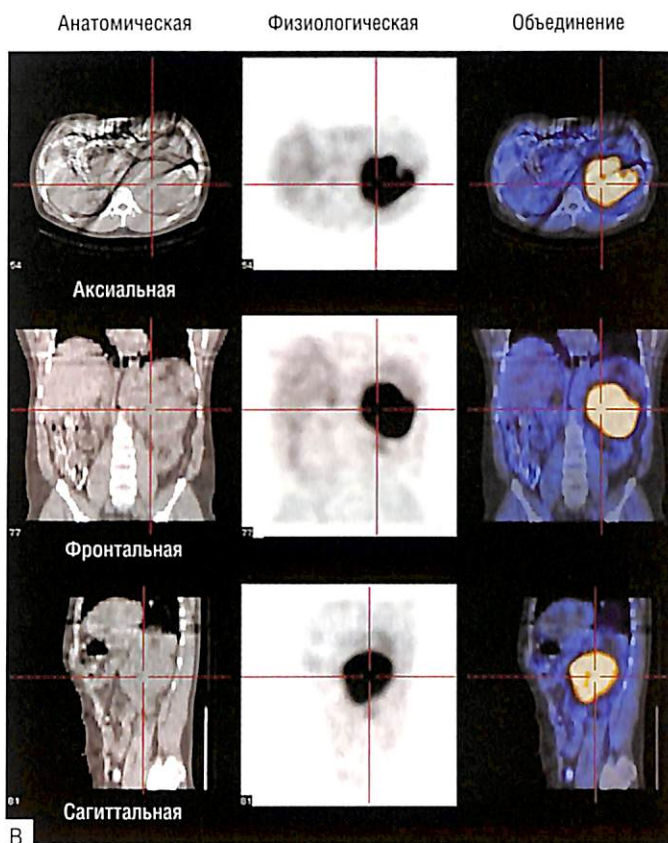 Анатомическая Физиологическая Объединение
54 54
Аксиальная
77 77
Фронтальная
81 81
Сагиттальная
В